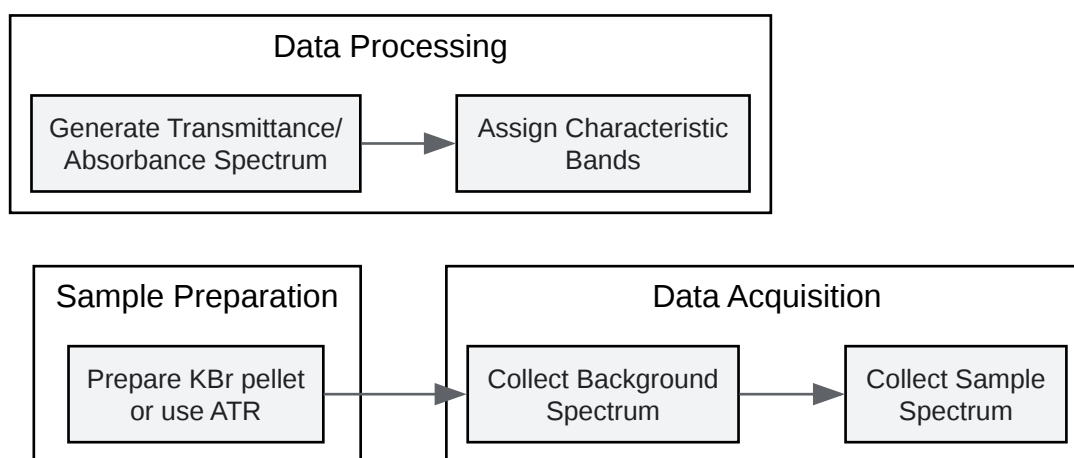 Data Processing
Generate Transmittance/
Absorbance Spectrum
Assign Characteristic
Bands
Sample Preparation
Prepare KBr pellet
or use ATR
Data Acquisition
Collect Background
Spectrum
Collect Sample
Spectrum